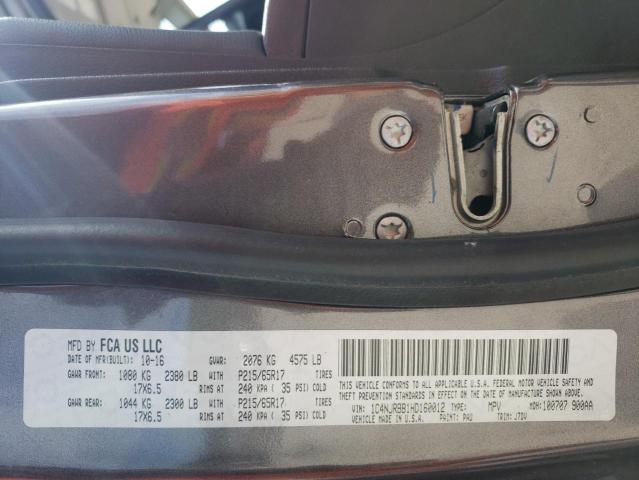 MFD BY FCA US LLC
DATE OF MFR(BUILT): 10-16 GVWR: 2076 KG 4575 LB
GAWR FRONT: 1080 KG 2380 LB WITH P215/65R17 TIRES
17X6.5 RIMS AT 240 KPA ( 35 PSI) COLD
GAWR REAR: 1044 KG 2300 LB WITH P215/65R17 TIRES
17X6.5 RIMS AT 240 KPA ( 35 PSI) COLD
THIS VEHICLE CONFORMS TO ALL APPLICABLE U.S.A. FEDERAL MOTOR VEHICLE SAFETY AND
THEFT PREVENTION STANDARDS IN EFFECT ON THE DATE OF MANUFACTURE SHOWN ABOVE.
VIN: 1C4NJRBB1HD160012 TYPE: MPV MDH: 100707 900AA
VEHICLE MADE IN U.S.A. PAINT: PAU TRIM: JTDV